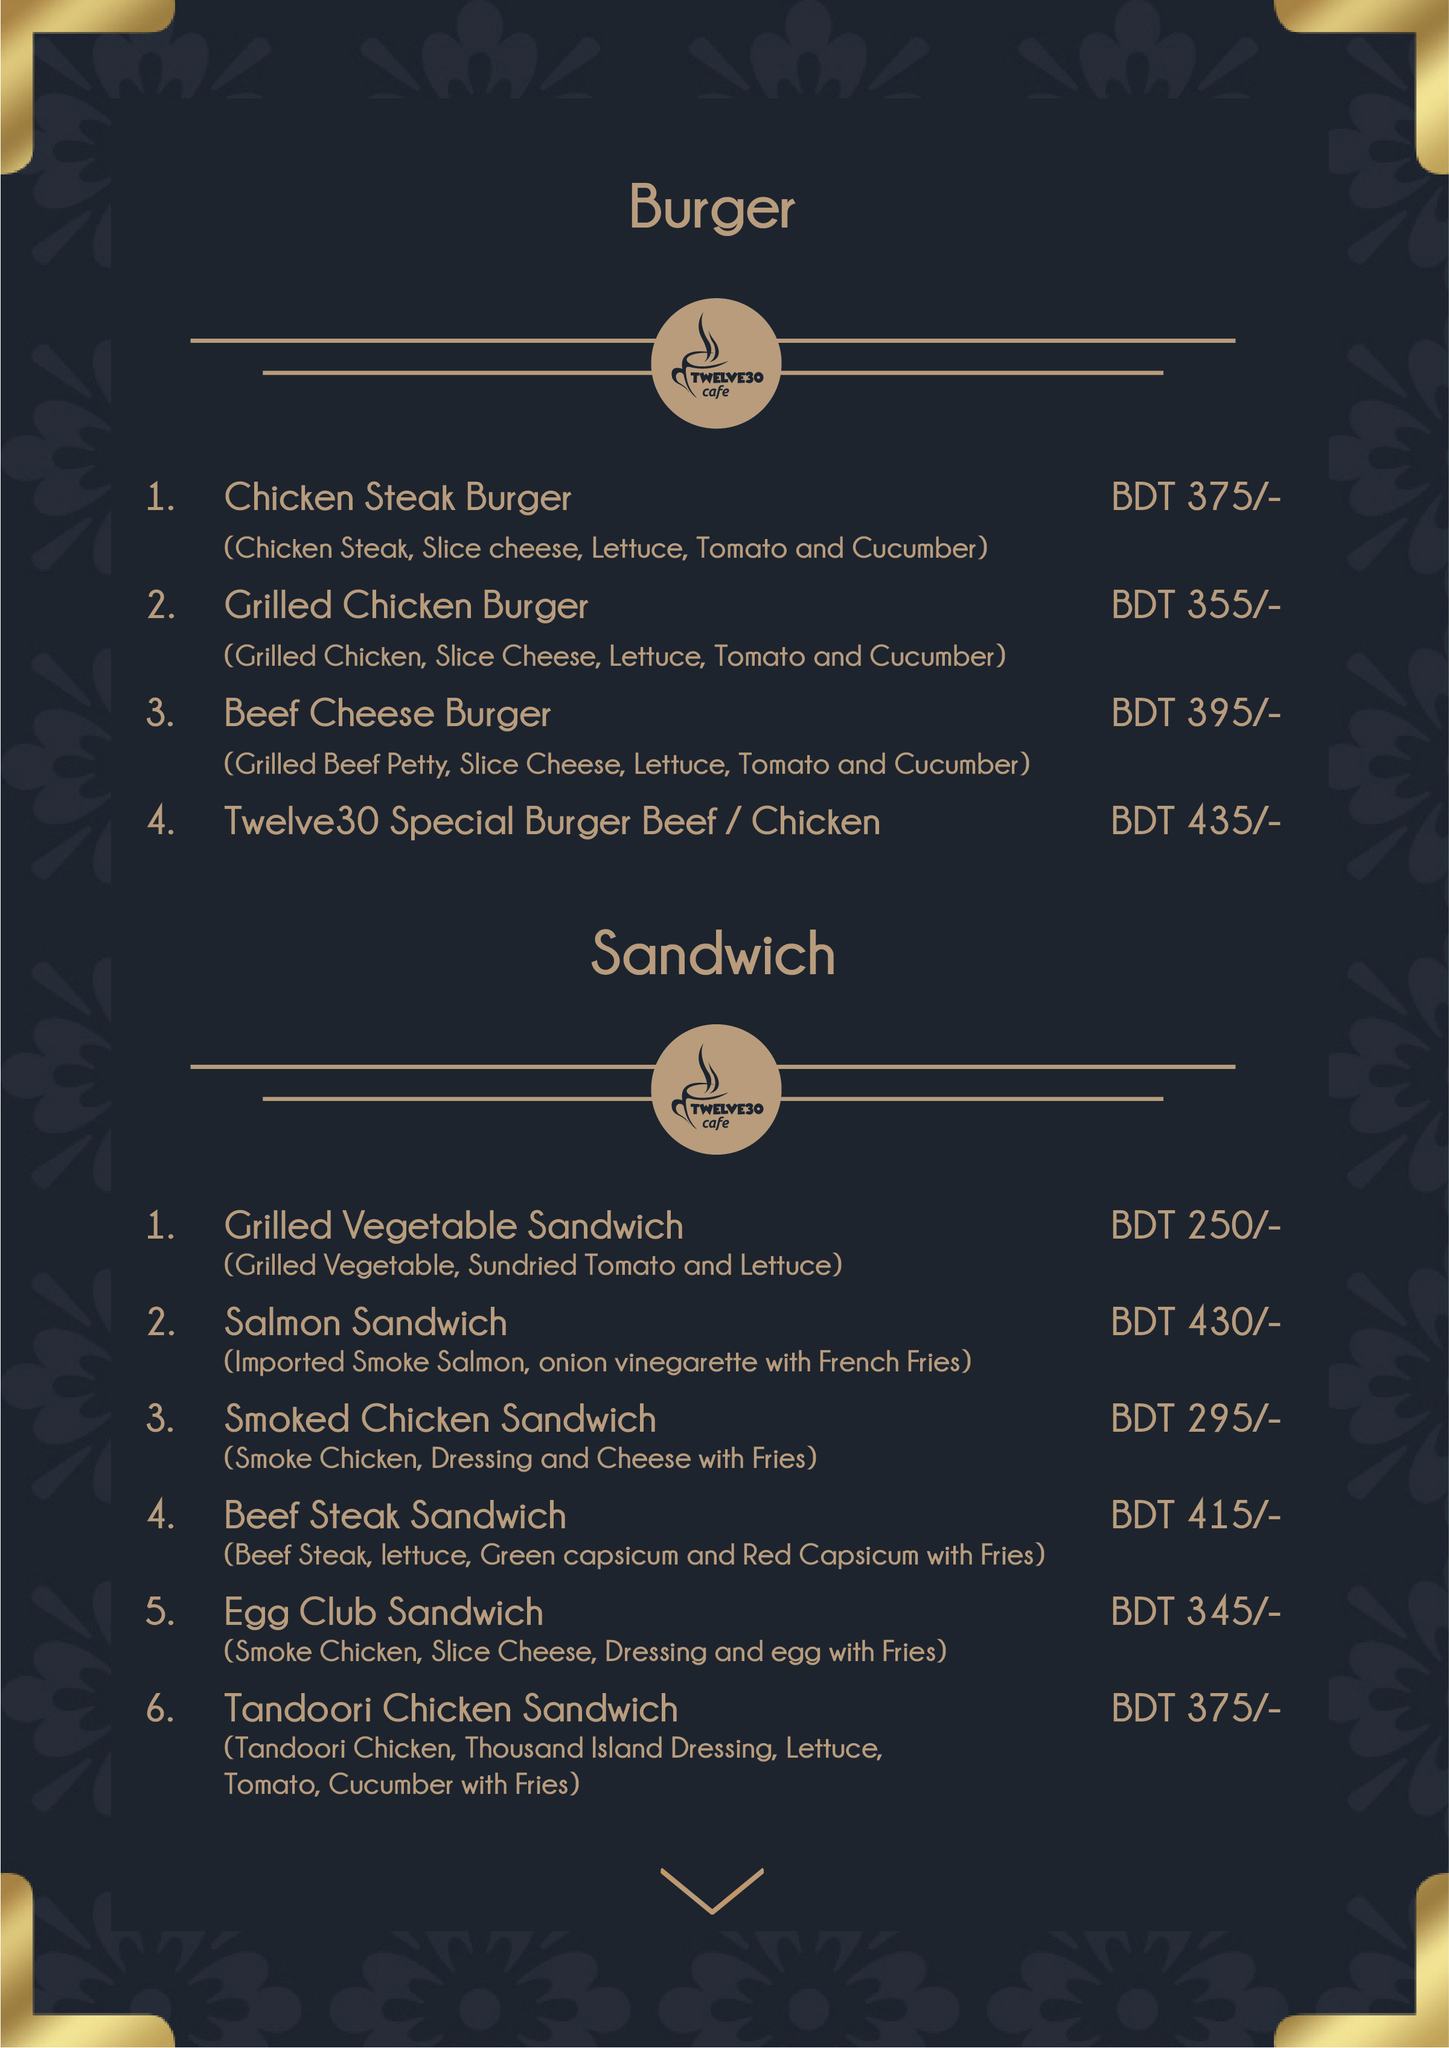 Burger
TWELVE30
cafe
1. Chicken Steak Burger BDT 375/-
(Chicken Steak, Slice cheese, Lettuce, Tomato and Cucumber)
2. Grilled Chicken Burger BDT 355/-
(Grilled Chicken, Slice Cheese, Lettuce, Tomato and Cucumber)
3. Beef Cheese Burger BDT 395/-
(Grilled Beef Petty, Slice Cheese, Lettuce, Tomato and Cucumber)
4. Twelve30 Special Burger Beef / Chicken BDT 435/-
Sandwich
TWELVE30
cafe
1. Grilled Vegetable Sandwich BDT 250/-
(Grilled Vegetable, Sundried Tomato and Lettuce)
2. Salmon Sandwich BDT 430/-
(Imported Smoke Salmon, onion vinegarette with French Fries)
3. Smoked Chicken Sandwich BDT 295/-
(Smoke Chicken, Dressing and Cheese with Fries)
4. Beef Steak Sandwich BDT 415/-
(Beef Steak, lettuce, Green capsicum and Red Capsicum with Fries)
5. Egg Club Sandwich BDT 345/-
(Smoke Chicken, Slice Cheese, Dressing and egg with Fries)
6. Tandoori Chicken Sandwich BDT 375/-
(Tandoori Chicken, Thousand Island Dressing, Lettuce,
Tomato, Cucumber with Fries)